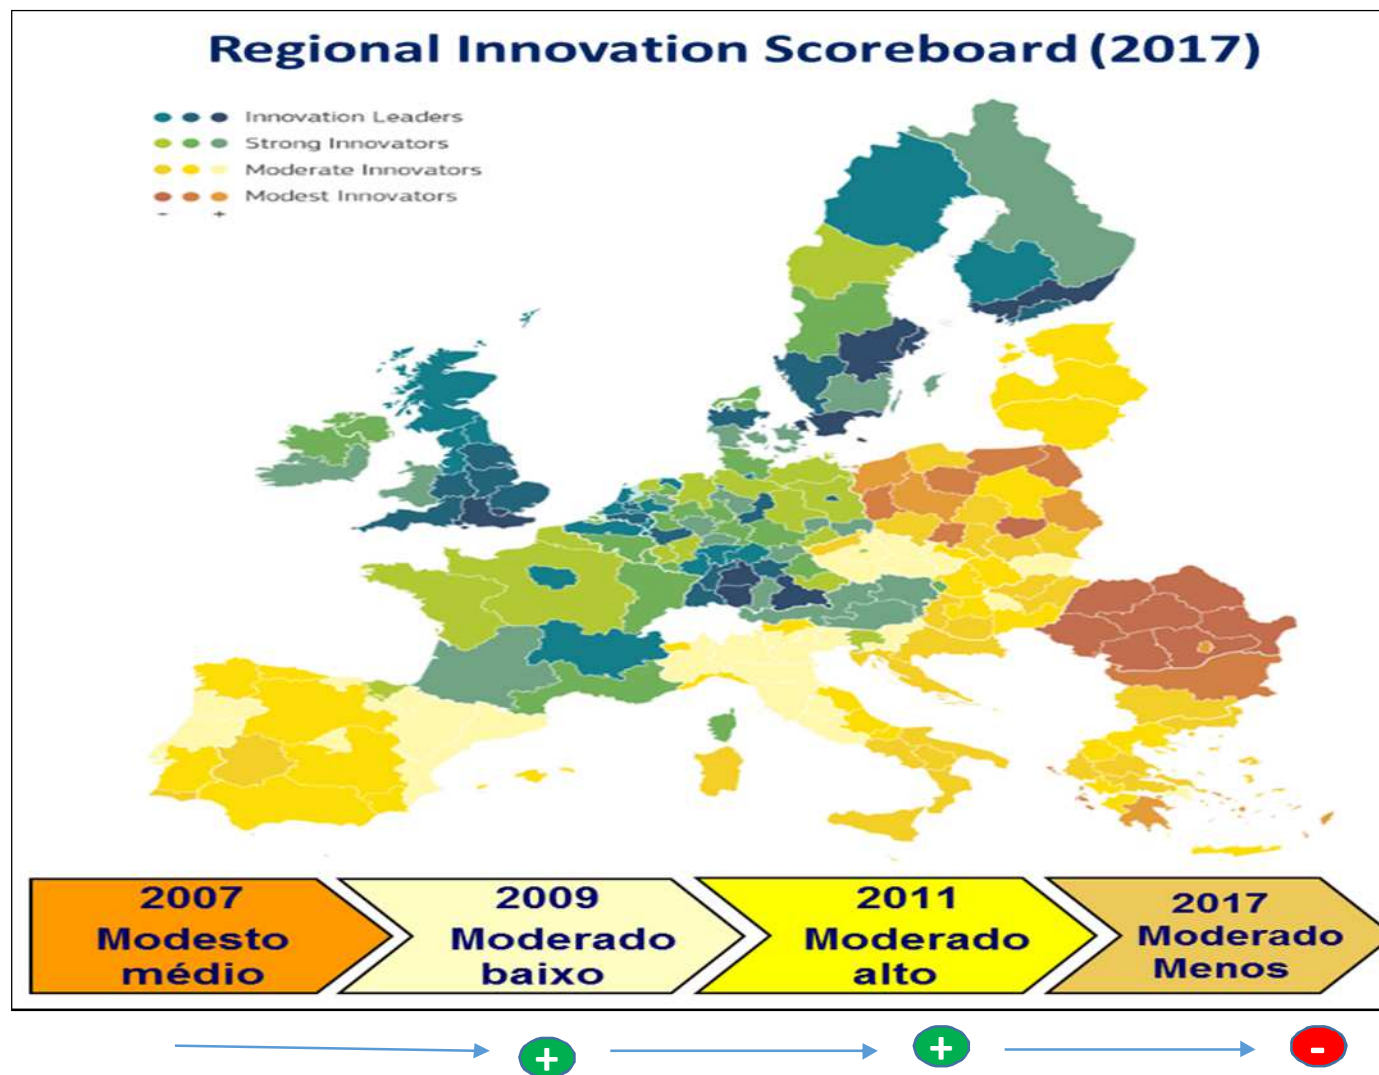 Regional Innovation Scoreboard (2017)
Innovation Leaders
Strong Innovators
Moderate Innovators
Modest Innovators
- +
2007
Modesto
médio
2009
Moderado
baixo
2011
Moderado
alto
2017
Moderado
Menos
+
+
-